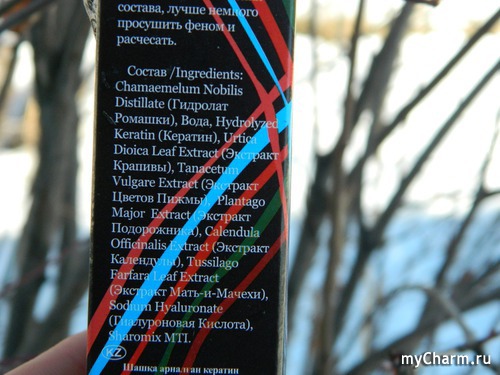 состава, лучше немного
просушить феном и
расчесать.
Состав /Ingredients:
Chamaemelum Nobilis
Distillate (Гидролат
Ромашки), Вода, Hydrolyzed
Keratin (Кератин), Urtica
Dioica Leaf Extract (Экстракт
Крапивы), Tanacetum
Vulgare Extract (Экстракт
Цветов Пижмы), Plantago
Major Extract (Экстракт
Подорожника), Calendula
Officinalis Extract (Экстракт
Календулы), Tussilago
Farfara Leaf Extract
(Экстракт Мать-и-Мачехи),
Sodium Hyaluronate
(Гиалуроновая Кислота),
Sharomix MTI.
KZ
Шашқа арналған кератин
myCharm.ru